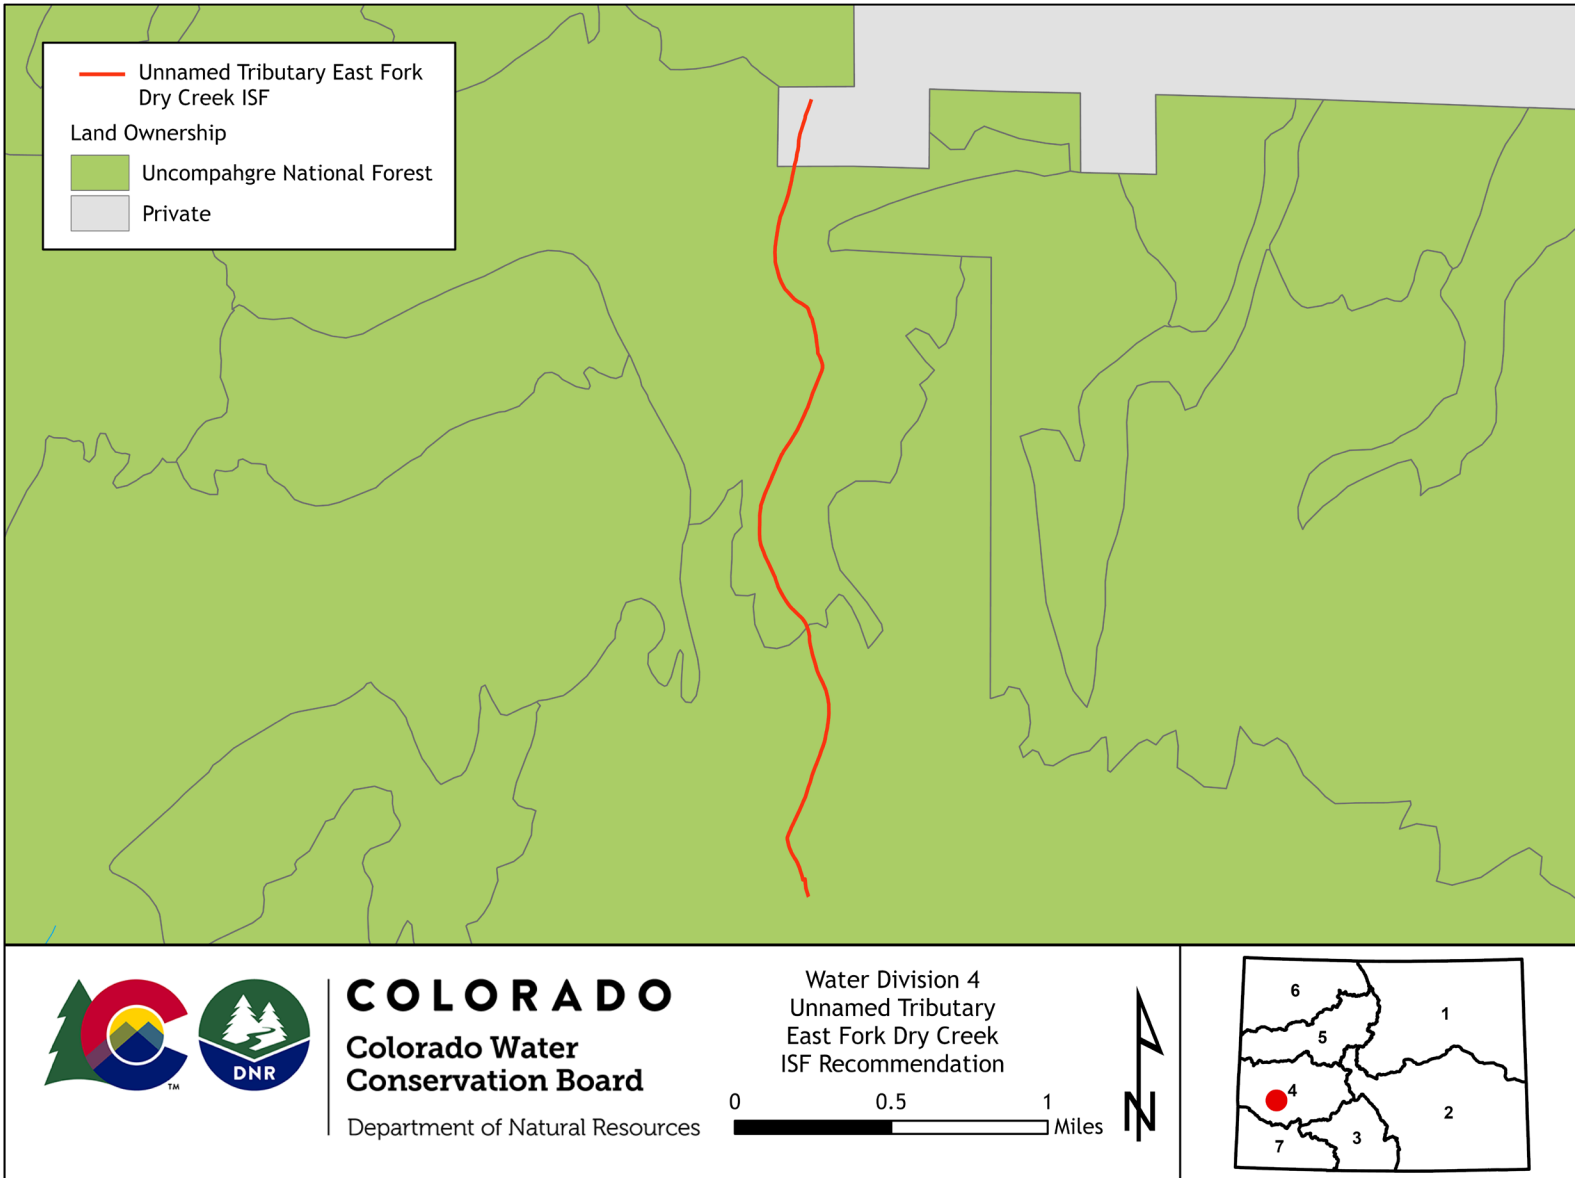 Unnamed Tributary East Fork
Dry Creek ISF
Land Ownership
Uncompahgre National Forest
Private
DNR
TM
COLORADO
Colorado Water
Conservation Board
Department of Natural Resources
Water Division 4
Unnamed Tributary
East Fork Dry Creek
ISF Recommendation
0 0.5 1
Miles
N
6
1
5
4
2
3
7